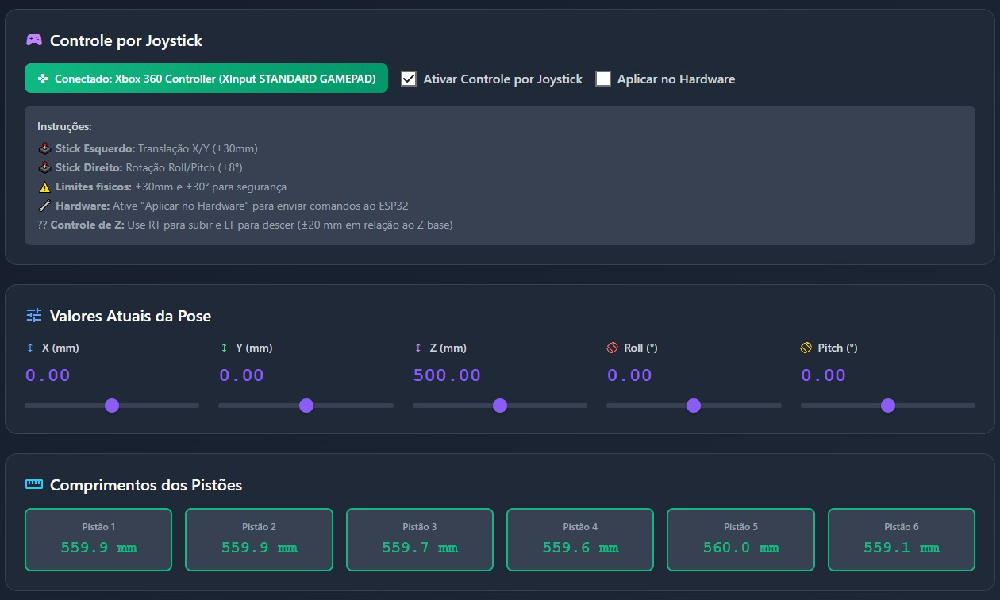 Controle por Joystick
Conectado: Xbox 360 Controller (XInput STANDARD GAMEPAD) Ativar Controle por Joystick Aplicar no Hardware
Instruções:
Stick Esquerdo: Translação X/Y (±30mm)
Stick Direito: Rotação Roll/Pitch (±8°)
Limites físicos: ±30mm e ±30° para segurança
Hardware: Ative "Aplicar no Hardware" para enviar comandos ao ESP32
?? Controle de Z: Use RT para subir e LT para descer (±20 mm em relação ao Z base)
Valores Atuais da Pose
X (mm) Y (mm) Z (mm) Roll (°) Pitch (°)
0.00 0.00 500.00 0.00 0.00
Comprimentos dos Pistões
Pistão 1 Pistão 2 Pistão 3 Pistão 4 Pistão 5 Pistão 6
559.9 mm 559.9 mm 559.7 mm 559.6 mm 560.0 mm 559.1 mm